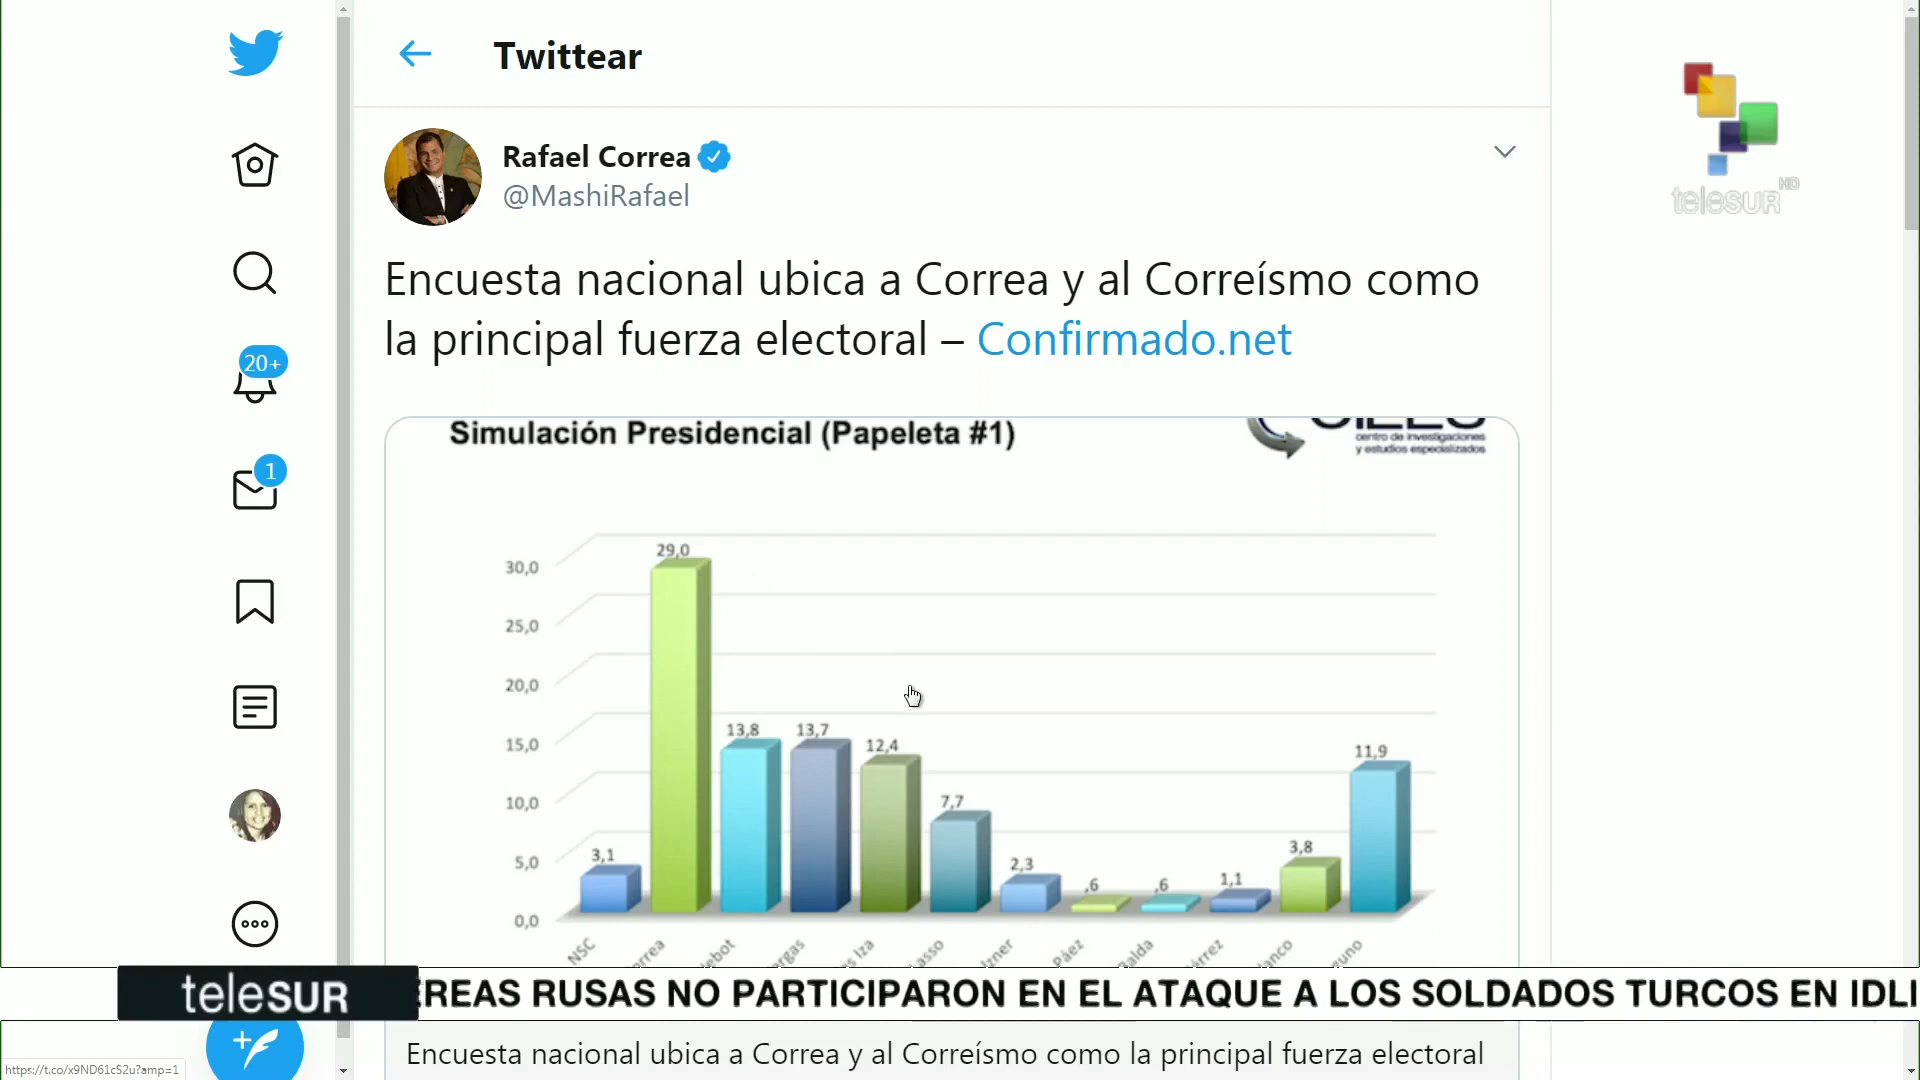 Twittear
Rafael Correa
@MashiRafael
telesUR HD
Encuesta nacional ubica a Correa y al Correísmo como
la principal fuerza electoral – Confirmado.net
20+
1
Simulación Presidencial (Papeleta #1)
centro de investigaciones
y estudios especializados
30,0
25,0
20,0
15,0
10,0
5,0
0,0
3,1
29,0
13,8
13,7
12,4
7,7
2,3
,6
,6
1,1
3,8
11,9
NSC
Iza
Páez
teleSUR
RUSAS NO PARTICIPARON EN EL ATAQUE A LOS SOLDADOS TURCOS EN IDLI
Encuesta nacional ubica a Correa y al Correísmo como la principal fuerza electoral
https://t.co/x9ND61cS2u?amp=1